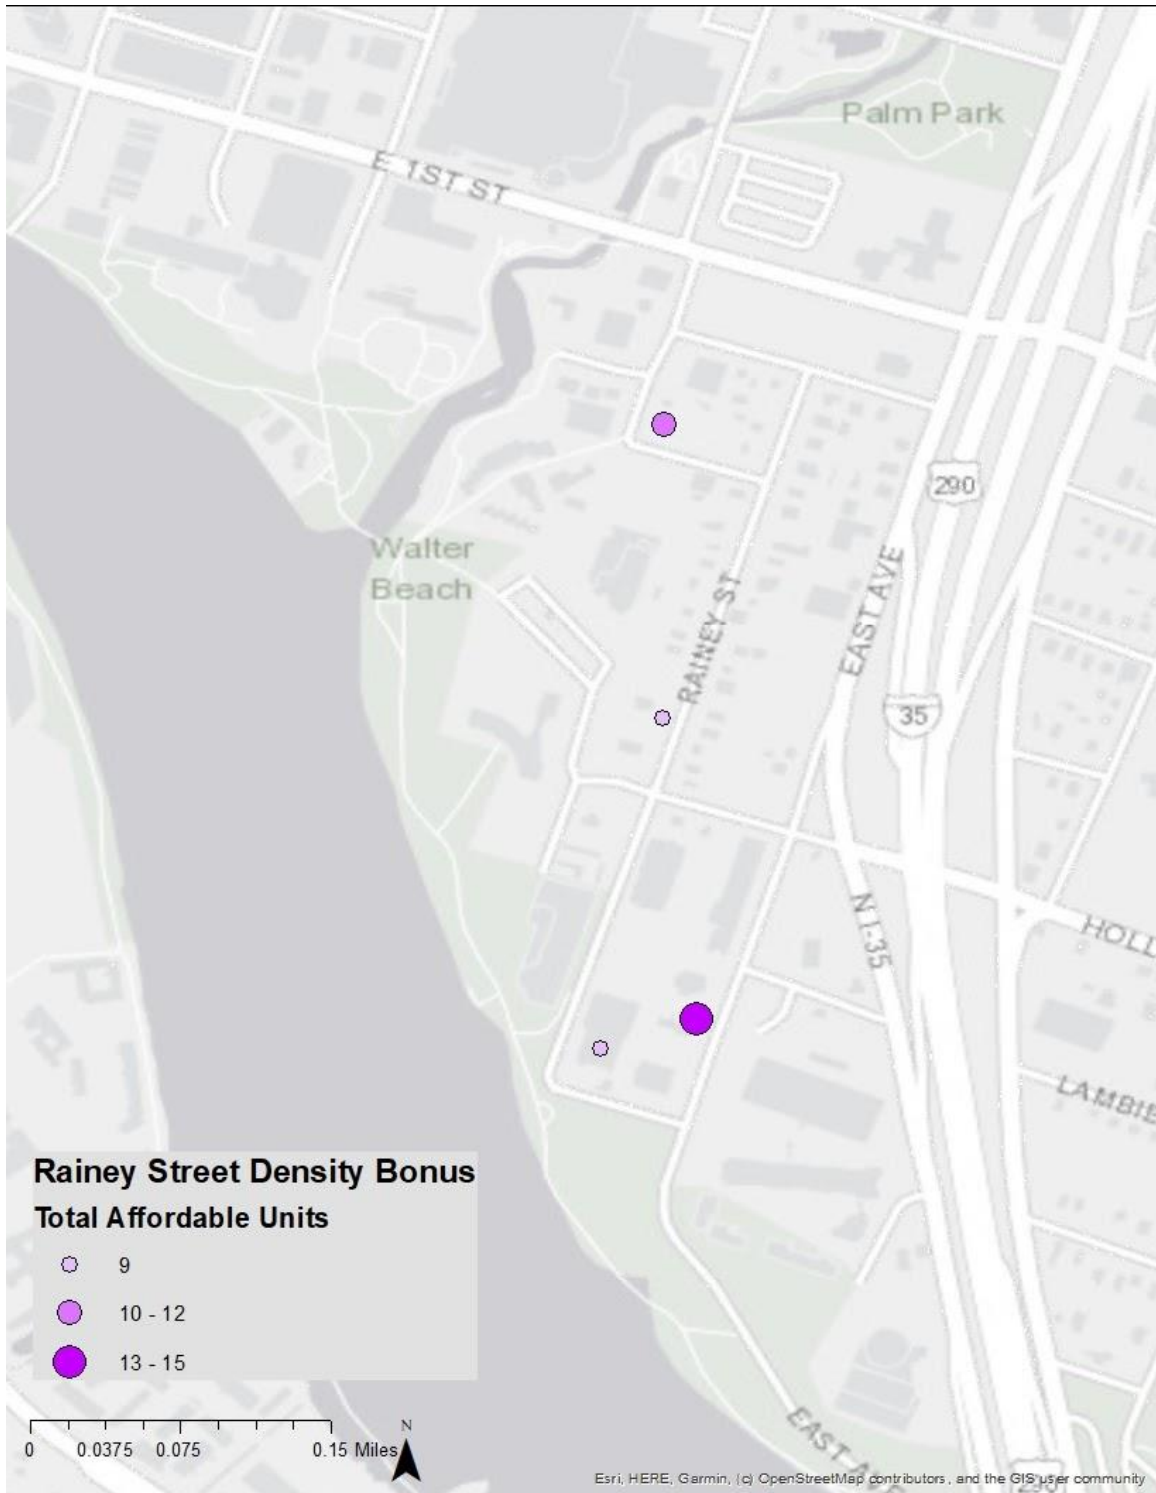 Palm Park
E 1ST ST
290
Walter
Beach
EAST AVE
RAINEY ST
35
N I-35
HOLL
LAMBIE
Rainey Street Density Bonus
Total Affordable Units
9
10 - 12
13 - 15
0 0.0375 0.075 0.15 Miles
N
EAST AVE
290
Esri, HERE, Garmin, (c) OpenStreetMap contributors, and the GIS user community